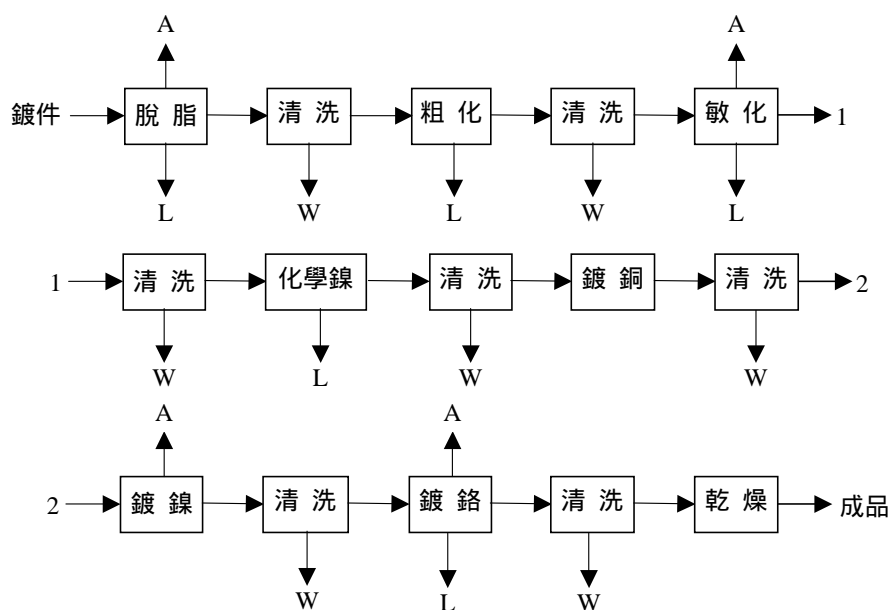 A A
鍍件 脫 脂 清 洗 粗 化 清 洗 敏 化 1
L W L W L
1 清 洗 化學鎳 清 洗 鍍 銅 清 洗 2
W L W W
A A
2 鍍 鎳 清 洗 鍍 鉻 清 洗 乾 燥 成品
W L W